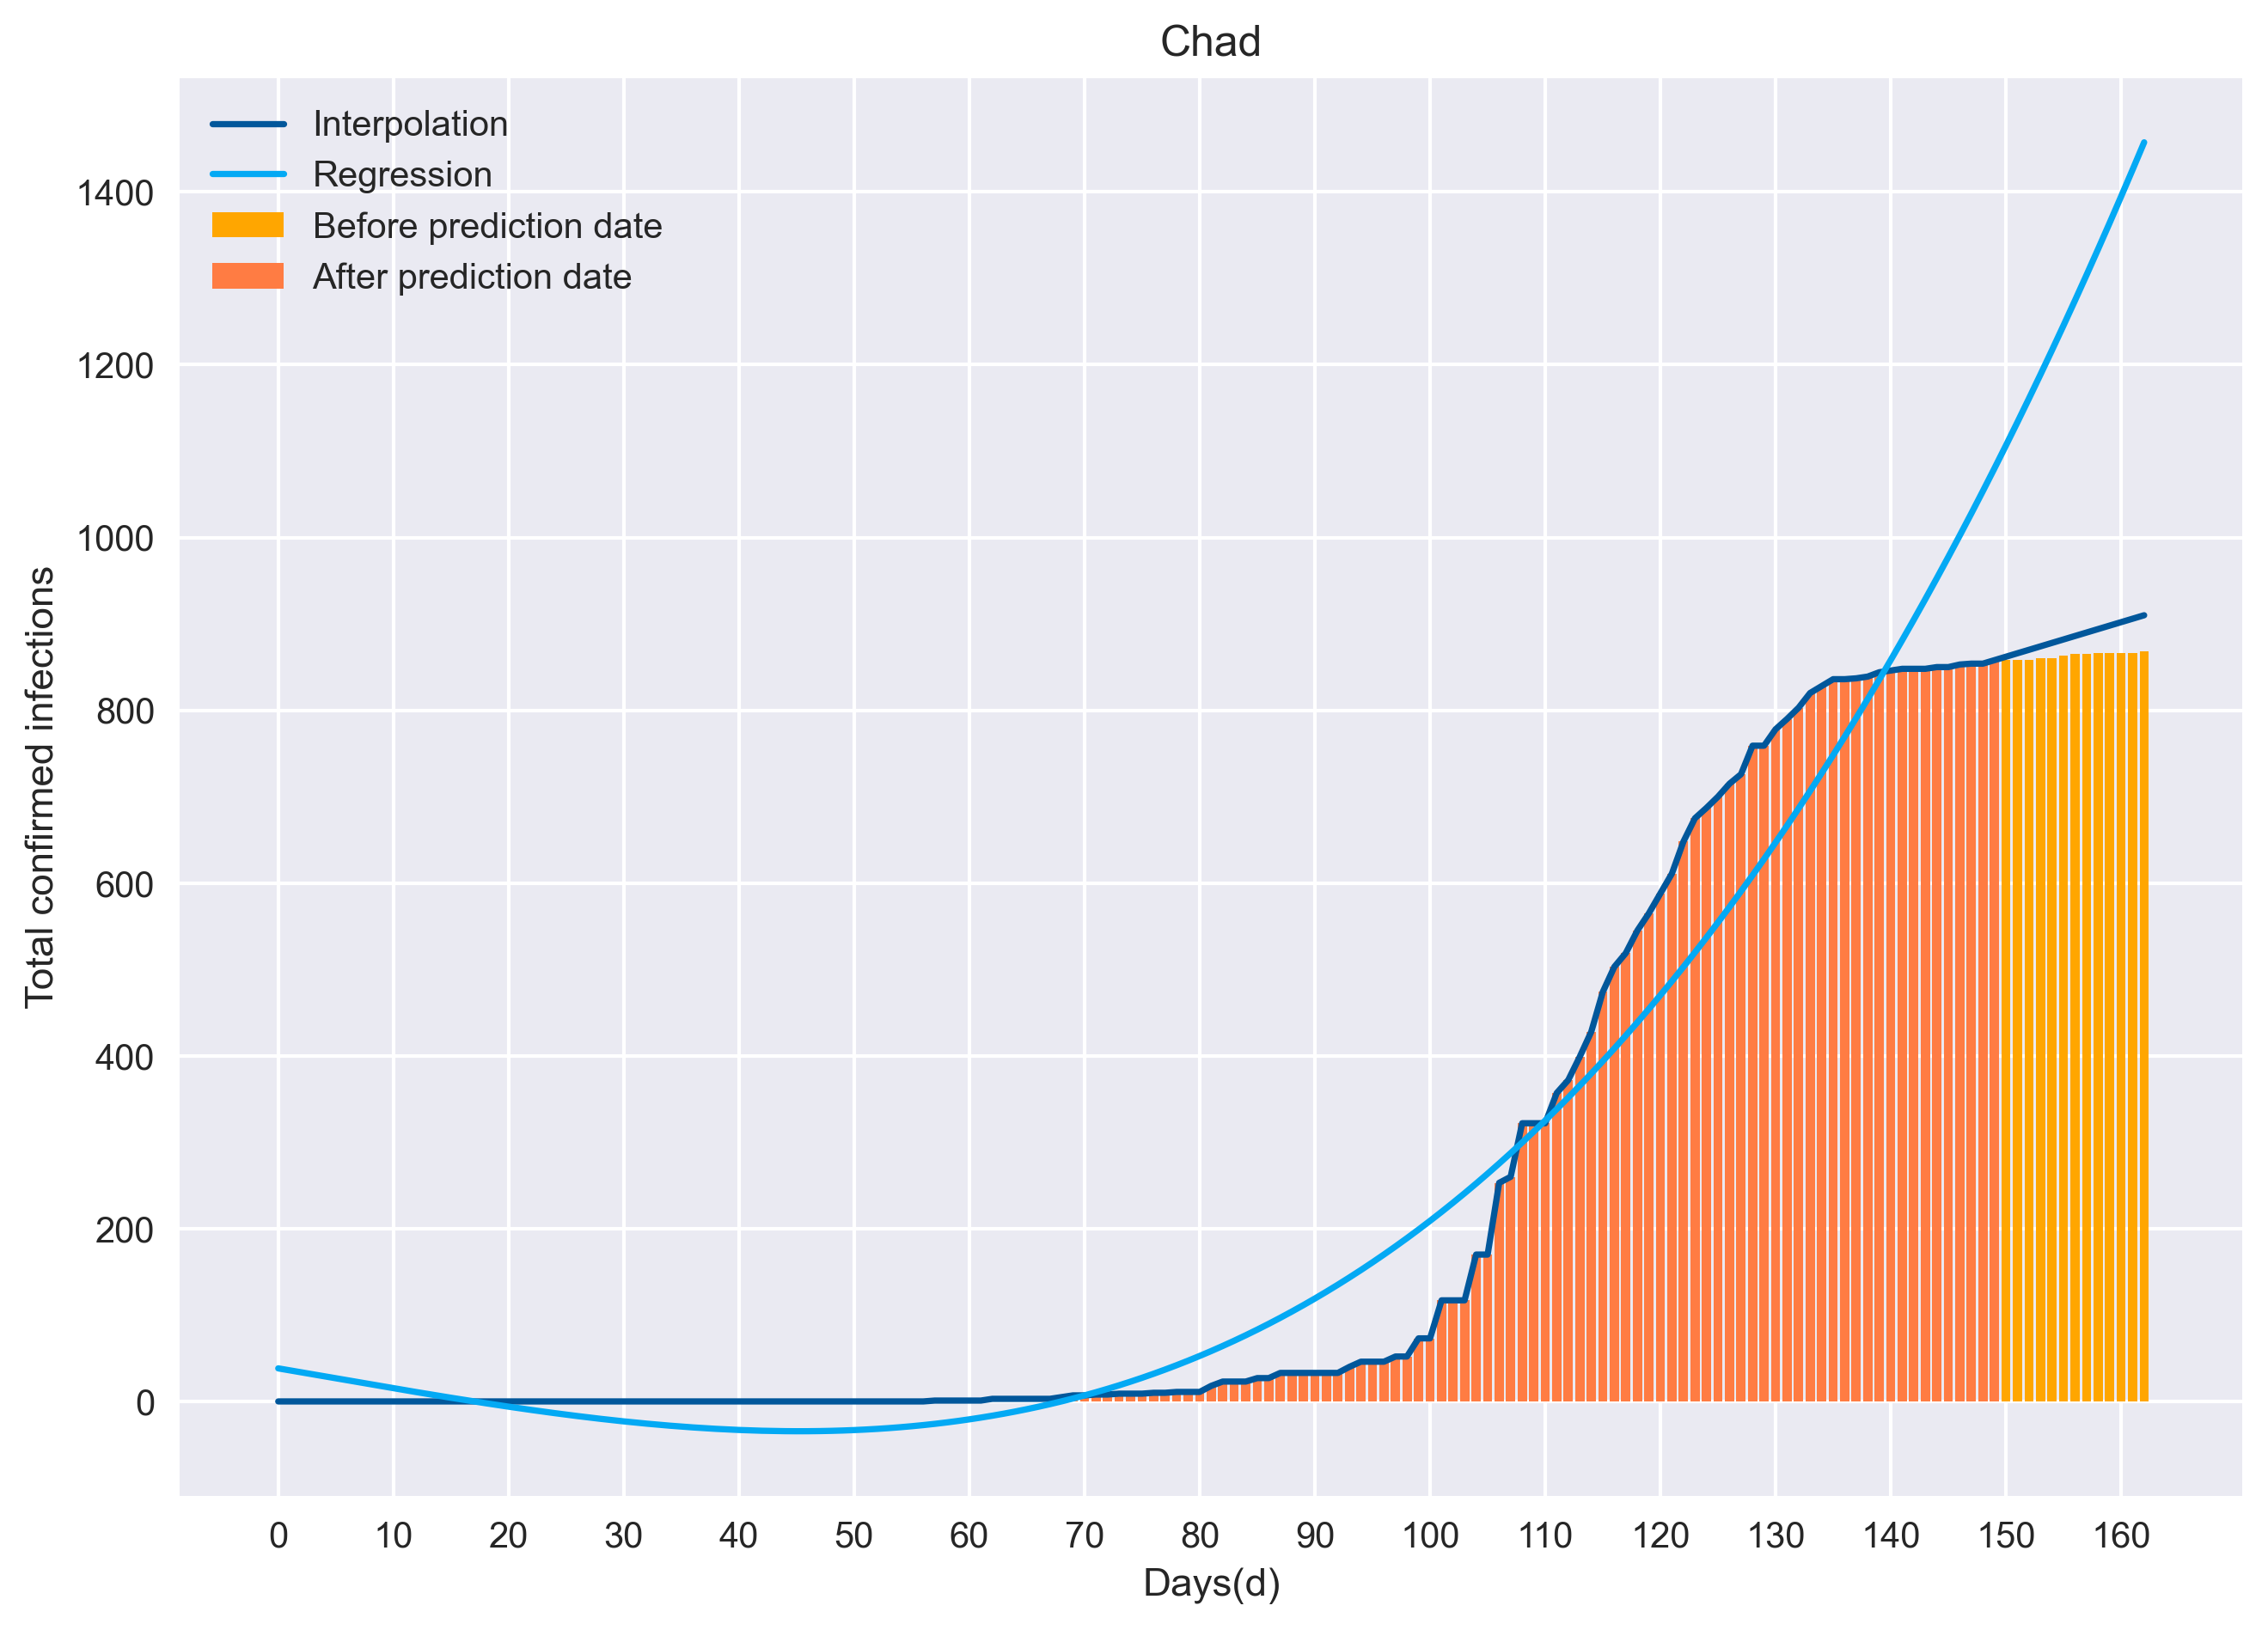 Chad
Interpolation
Regression
Before prediction date
After prediction date
1400
1200
1000
800
600
400
200
0
Total confirmed infections
0 10 20 30 40 50 60 70 80 90 100 110 120 130 140 150 160
Days(d)